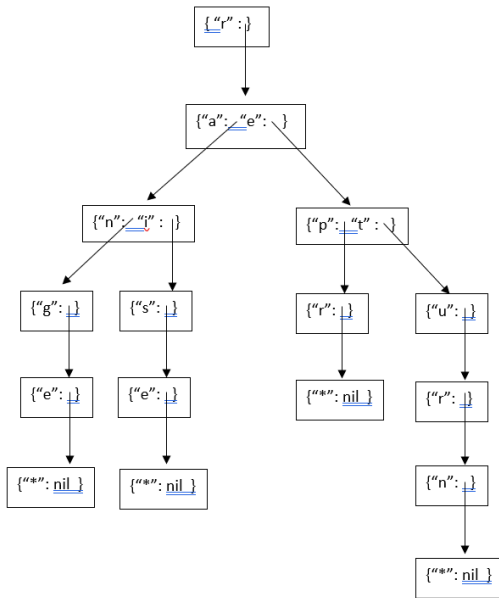 { “r” : }
{“a”: “e”: }
{“n”: “i” : }
{“p”: “t” : }
{“g”: }
{“s”: }
{“r”: }
{“u”: }
{“e”: }
{“e”: }
{“*”: nil }
{“r”: }
{“*”: nil }
{“*”: nil }
{“n”: }
{“*”: nil }